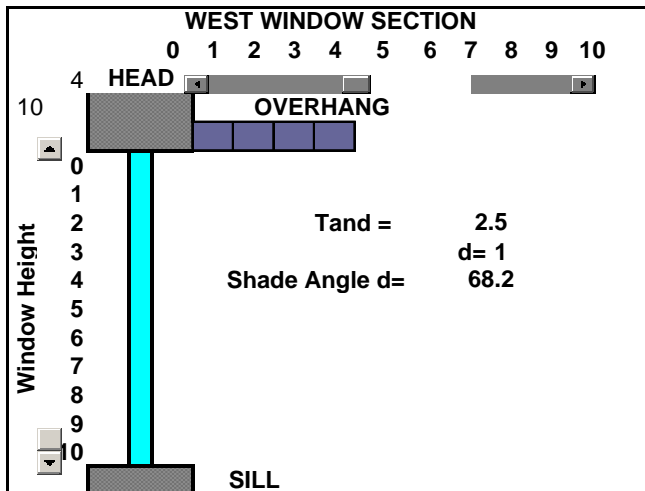 WEST WINDOW SECTION
0 1 2 3 4 5 6 7 8 9 10
4 HEAD
10 OVERHANG
0
1
2 Tand = 2.5
3 d= 1
4 Shade Angle d= 68.2
5
6
7
8
9
10
Window Height
SILL